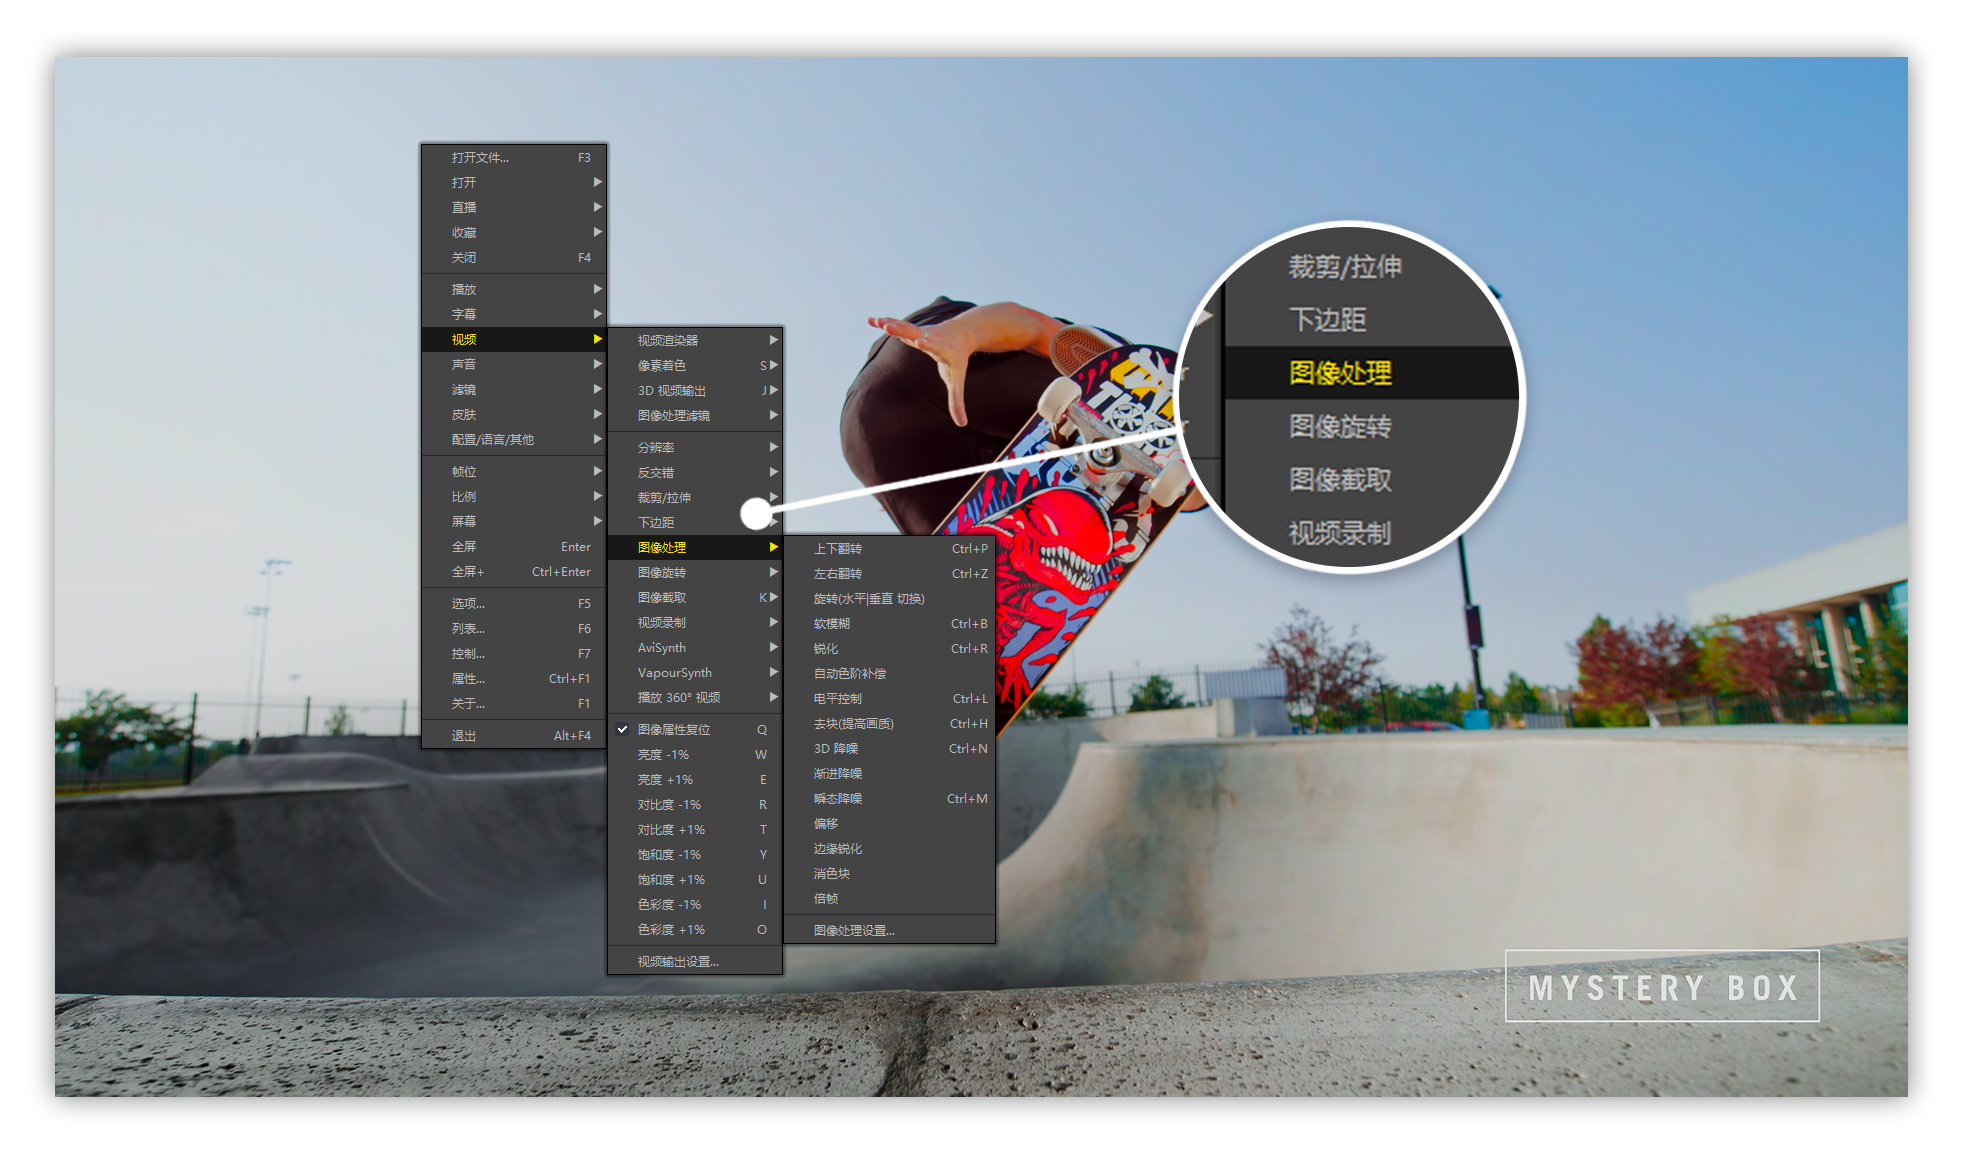 打开文件... F3
打开
直播
收藏
关闭 F4
播放
字幕
视频
声音
滤镜
皮肤
配置/语言/其他
帧位
比例
屏幕
全屏 Enter
全屏+ Ctrl+Enter
选项... F5
列表... F6
控制... F7
属性... Ctrl+F1
关于... F1
退出 Alt+F4
视频渲染器
像素着色 S
3D 视频输出 J
图像处理滤镜
分辨率
反交错
裁剪/拉伸
下边距
图像处理
图像旋转
图像截取 K
视频录制
AviSynth
VapourSynth
播放 360° 视频
图像属性复位 Q
亮度 -1% W
亮度 +1% E
对比度 -1% R
对比度 +1% T
饱和度 -1% Y
饱和度 +1% U
色彩度 -1% I
色彩度 +1% O
视频输出设置...
上下翻转 Ctrl+P
左右翻转 Ctrl+Z
旋转(水平|垂直 切换)
软模糊 Ctrl+B
锐化 Ctrl+R
自动色阶补偿
电平控制 Ctrl+L
去块(提高画质) Ctrl+H
3D 降噪 Ctrl+N
渐进降噪
瞬态降噪 Ctrl+M
偏移
边缘锐化
消色块
倍帧
图像处理设置...
裁剪/拉伸
下边距
图像处理
图像旋转
图像截取
视频录制
MYSTERY BOX